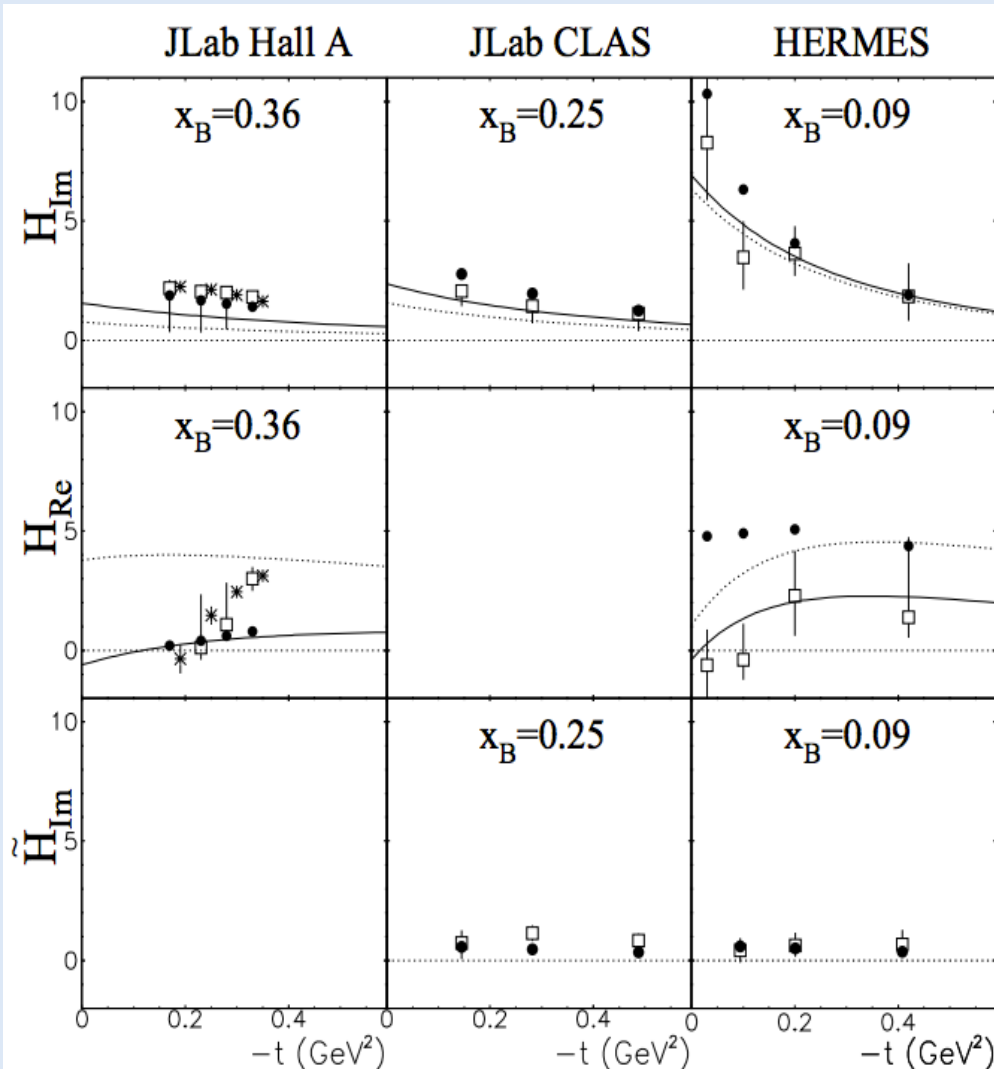 JLab Hall A JLab CLAS HERMES
10 x_B=0.36 x_B=0.25 x_B=0.09
H_Im
5
0
10 x_B=0.36 x_B=0.09
H_Re
5
0
10 x_B=0.25 x_B=0.09
H̃_Im
5
0
0 0.2 0.4 0 0.2 0.4 0 0.2 0.4
−t (GeV²) −t (GeV²) −t (GeV²)